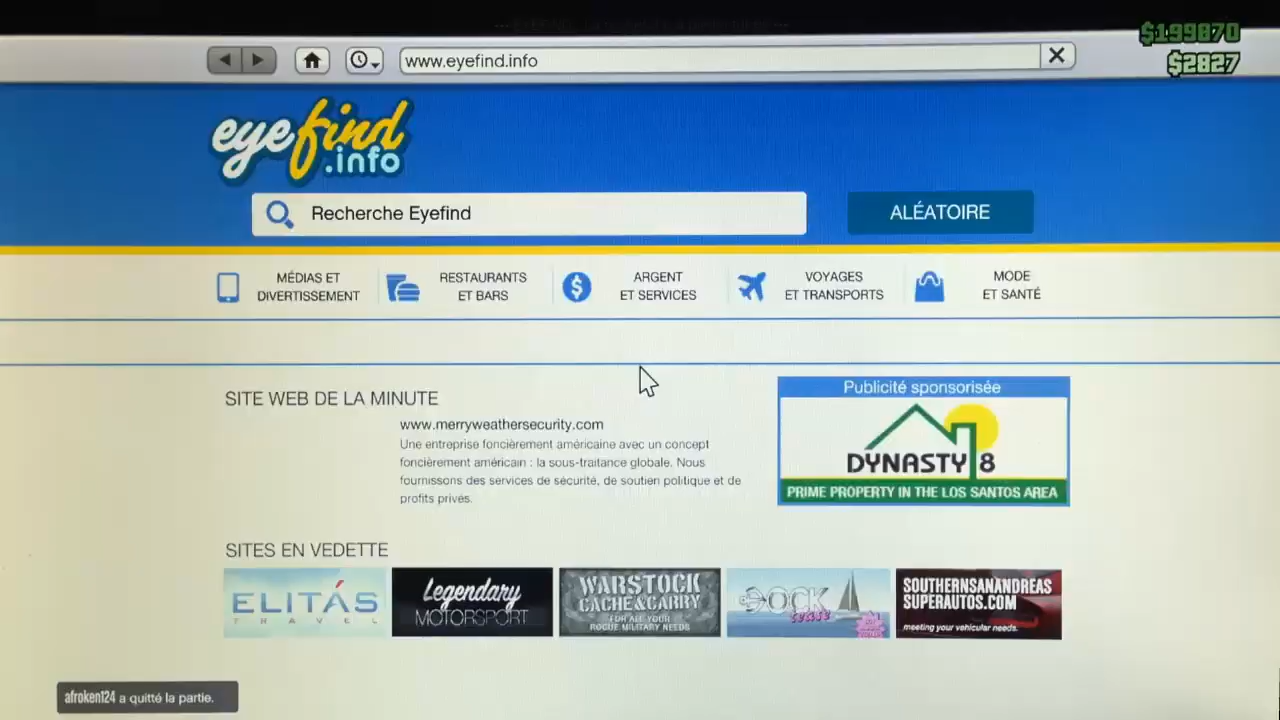 $199870
$2827
www.eyefind.info
eyefind
.info
Recherche Eyefind
ALÉATOIRE
MÉDIAS ET
DIVERTISSEMENT
RESTAURANTS
ET BARS
ARGENT
ET SERVICES
VOYAGES
ET TRANSPORTS
MODE
ET SANTÉ
SITE WEB DE LA MINUTE
www.merryweathersecurity.com
Une entreprise foncièrement américaine avec un concept
foncièrement américain : la sous-traitance globale. Nous
fournissons des services de sécurité, de soutien politique et de
profits privés.
Publicité sponsorisée
DYNASTY 8
PRIME PROPERTY IN THE LOS SANTOS AREA
SITES EN VEDETTE
ELITÁS
TRAVEL
Legendary
MOTORSPORT
WARSTOCK
CACHE & CARRY
FOR ALL YOUR
ROGUE MILITARY NEEDS
DOCK
tease
SOUTHERNSANANDREAS
SUPERAUTOS.COM
meeting your vehicular needs.
afroken124 a quitté la partie.